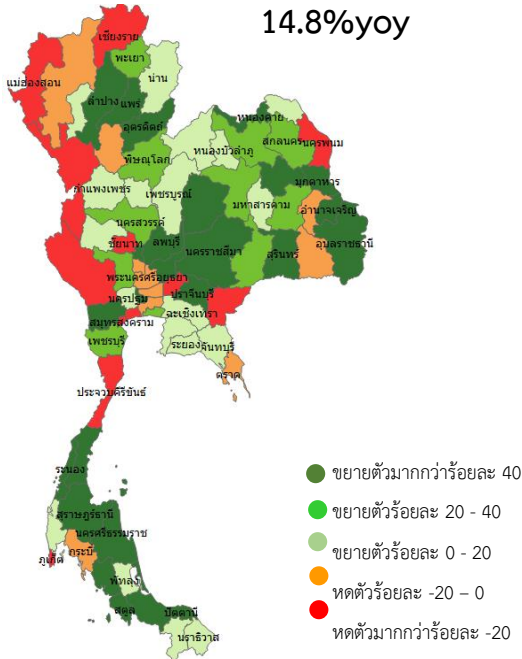 14.8%yoy
เชียงราย
พะเยา
แม่ฮ่องสอน
น่าน
ลำปาง
แพร่
อุตรดิตถ์
หนองคาย
พิษณุโลก
หนองบัวลำภู
สกลนคร
นครพนม
กำแพงเพชร
เพชรบูรณ์
มุกดาหาร
มหาสารคาม
อำนาจเจริญ
นครสวรรค์
ชัยนาท
ลพบุรี
นครราชสีมา
สุรินทร์
อุบลราชธานี
พระนครศรีอยุธยา
นครปฐม
ปราจีนบุรี
สมุทรสงคราม
ฉะเชิงเทรา
เพชรบุรี
ระยอง
จันทบุรี
ตราด
ประจวบคีรีขันธ์
ระนอง
สุราษฎร์ธานี
นครศรีธรรมราช
ภูเก็ต
กระบี่
พัทลุง
สตูล
ปัตตานี
นราธิวาส
ขยายตัวมากกว่าร้อยละ 40
ขยายตัวร้อยละ 20 - 40
ขยายตัวร้อยละ 0 - 20
หดตัวร้อยละ -20 – 0
หดตัวมากกว่าร้อยละ -20